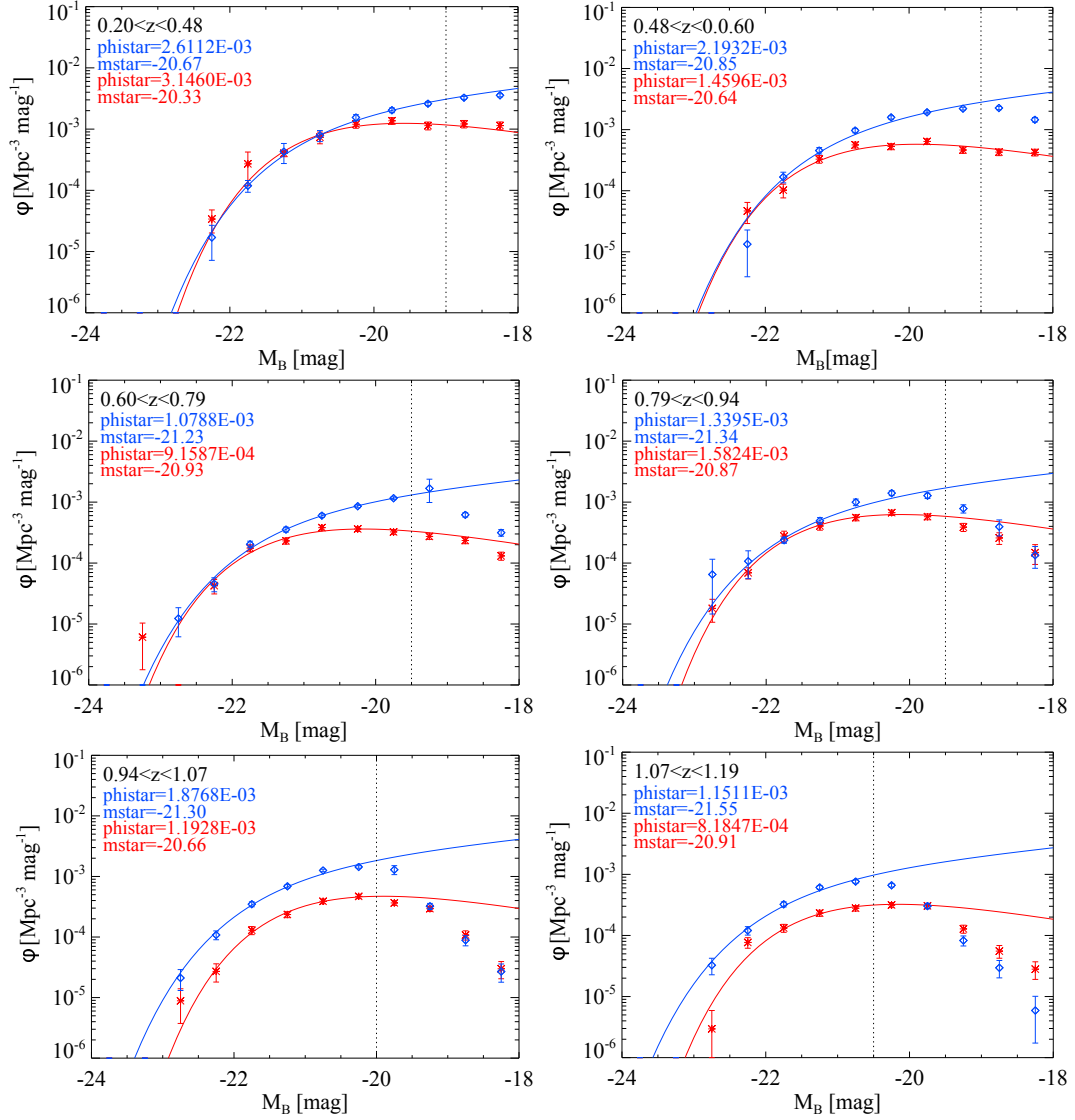 0.20<z<0.48
phistar=2.6112E-03
mstar=-20.67
phistar=3.1460E-03
mstar=-20.33
10⁻¹
10⁻²
10⁻³
10⁻⁴
10⁻⁵
10⁻⁶
φ [Mpc⁻³ mag⁻¹]
-24 -22 -20 -18
M_B [mag]
0.48<z<0.0.60
phistar=2.1932E-03
mstar=-20.85
phistar=1.4596E-03
mstar=-20.64
10⁻¹
10⁻²
10⁻³
10⁻⁴
10⁻⁵
10⁻⁶
φ [Mpc⁻³ mag⁻¹]
-24 -22 -20 -18
M_B [mag]
0.60<z<0.79
phistar=1.0788E-03
mstar=-21.23
phistar=9.1587E-04
mstar=-20.93
10⁻¹
10⁻²
10⁻³
10⁻⁴
10⁻⁵
10⁻⁶
φ [Mpc⁻³ mag⁻¹]
-24 -22 -20 -18
M_B [mag]
0.79<z<0.94
phistar=1.3395E-03
mstar=-21.34
phistar=1.5824E-03
mstar=-20.87
10⁻¹
10⁻²
10⁻³
10⁻⁴
10⁻⁵
10⁻⁶
φ [Mpc⁻³ mag⁻¹]
-24 -22 -20 -18
M_B [mag]
0.94<z<1.07
phistar=1.8768E-03
mstar=-21.30
phistar=1.1928E-03
mstar=-20.66
10⁻¹
10⁻²
10⁻³
10⁻⁴
10⁻⁵
10⁻⁶
φ [Mpc⁻³ mag⁻¹]
-24 -22 -20 -18
M_B [mag]
1.07<z<1.19
phistar=1.1511E-03
mstar=-21.55
phistar=8.1847E-04
mstar=-20.91
10⁻¹
10⁻²
10⁻³
10⁻⁴
10⁻⁵
10⁻⁶
φ [Mpc⁻³ mag⁻¹]
-24 -22 -20 -18
M_B [mag]